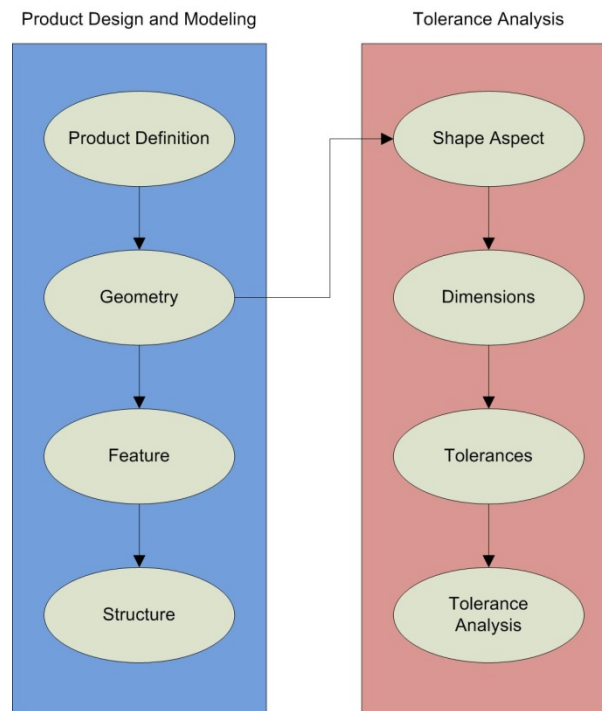 Product Design and Modeling
Product Definition
Geometry
Feature
Structure
Tolerance Analysis
Shape Aspect
Dimensions
Tolerances
Tolerance
Analysis